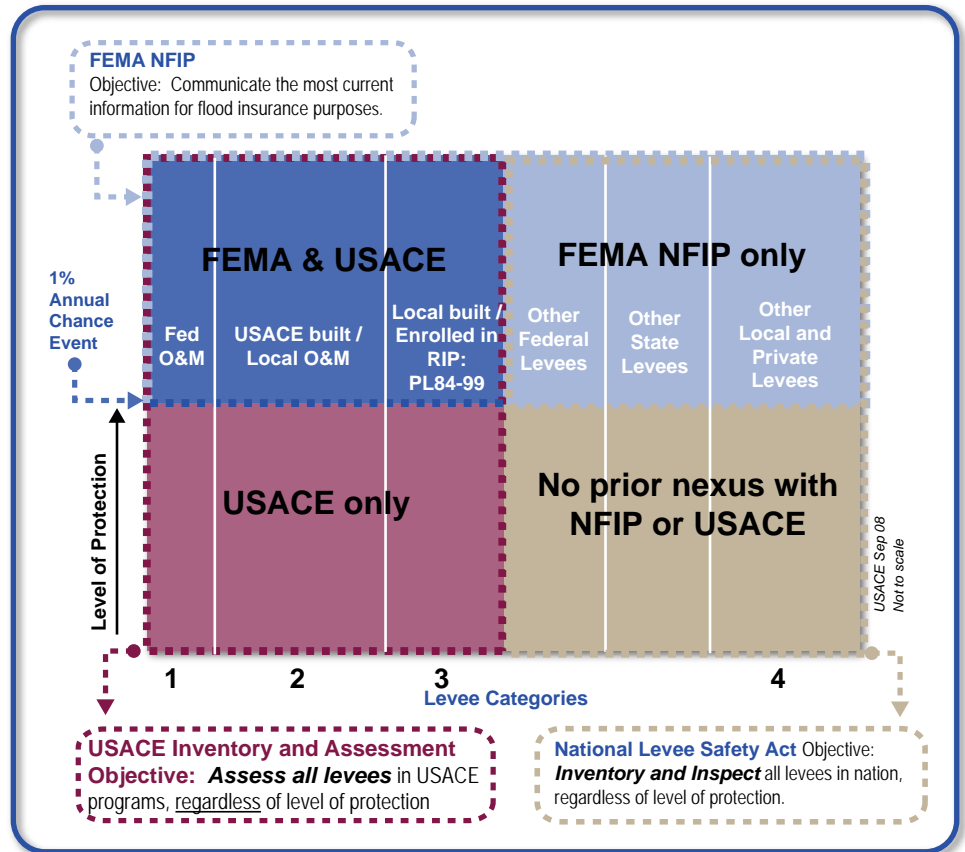 FEMA NFIP
Objective: Communicate the most current
information for flood insurance purposes.
1%
Annual
Chance
Event
FEMA & USACE
FEMA NFIP only
Fed
O&M
USACE built /
Local O&M
Local built /
Enrolled in
RIP:
PL84-99
Other
Federal
Levees
Other
State
Levees
Other
Local and
Private
Levees
Level of Protection
USACE only
No prior nexus with
NFIP or USACE
USACE Sep 08
Not to scale
1
2
3
4
Levee Categories
USACE Inventory and Assessment
Objective: Assess all levees in USACE
programs, regardless of level of protection
National Levee Safety Act Objective:
Inventory and Inspect all levees in nation,
regardless of level of protection.